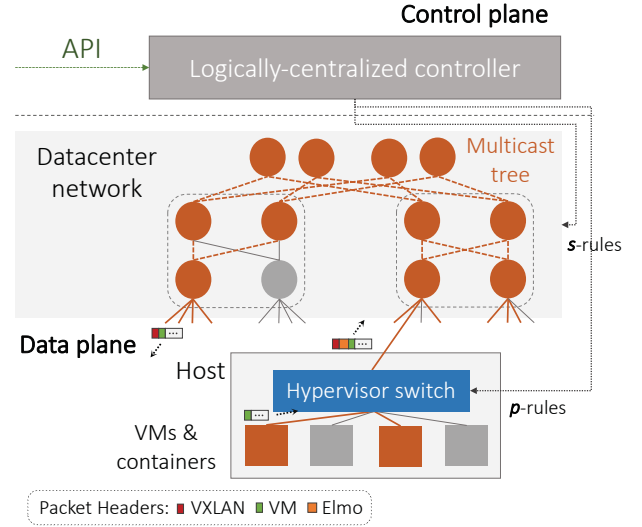 Control plane
API
Logically-centralized controller
Datacenter
network
Multicast
tree
s-rules
Data plane
Host
Hypervisor switch
p-rules
VMs &
containers
Packet Headers: VXLAN VM Elmo